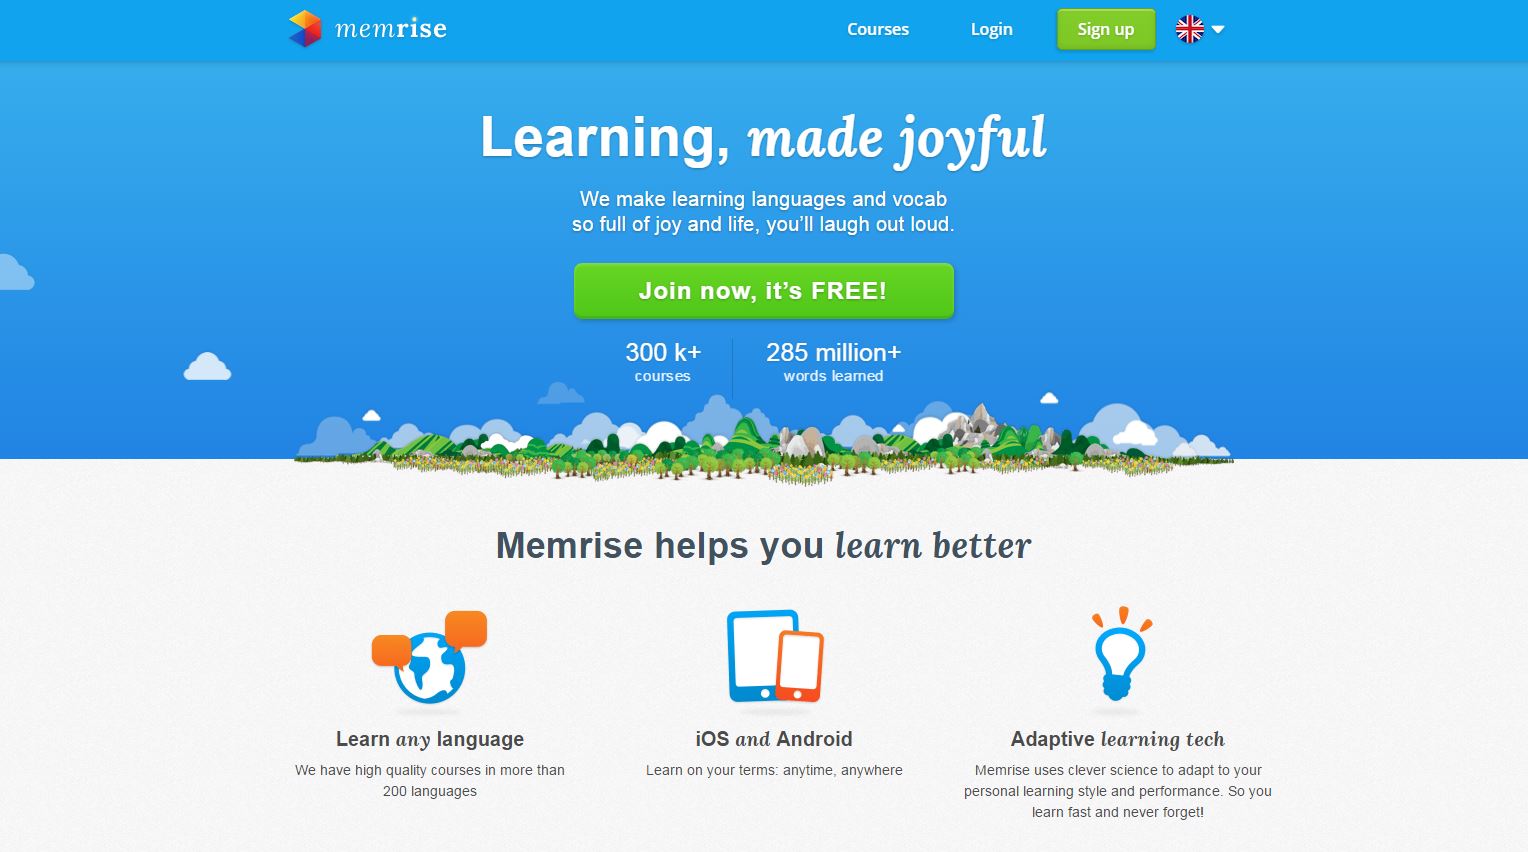 memrise
Courses
Login
Sign up
Learning, made joyful
We make learning languages and vocab
so full of joy and life, you’ll laugh out loud.
Join now, it’s FREE!
300 k+
courses
285 million+
words learned
Memrise helps you learn better
Learn any language
We have high quality courses in more than
200 languages
iOS and Android
Learn on your terms: anytime, anywhere
Adaptive learning tech
Memrise uses clever science to adapt to your
personal learning style and performance. So you
learn fast and never forget!